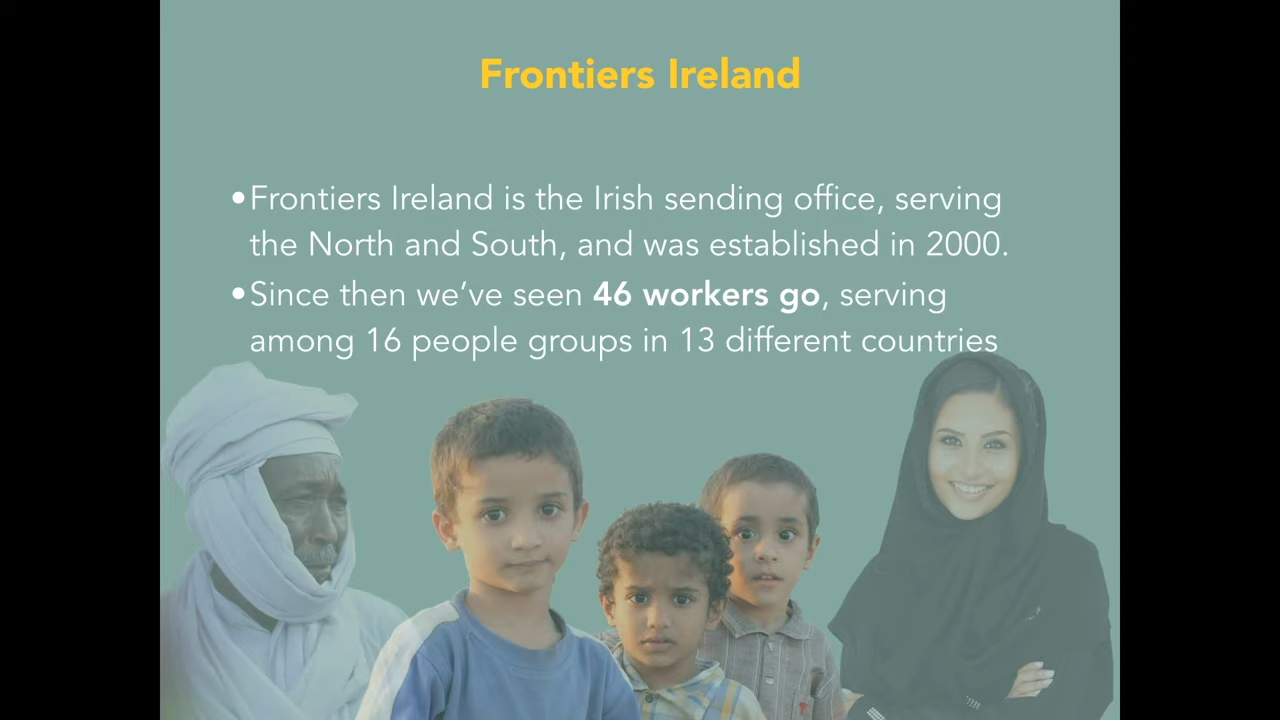 Frontiers Ireland
•Frontiers Ireland is the Irish sending office, serving
the North and South, and was established in 2000.
•Since then we’ve seen 46 workers go, serving
among 16 people groups in 13 different countries